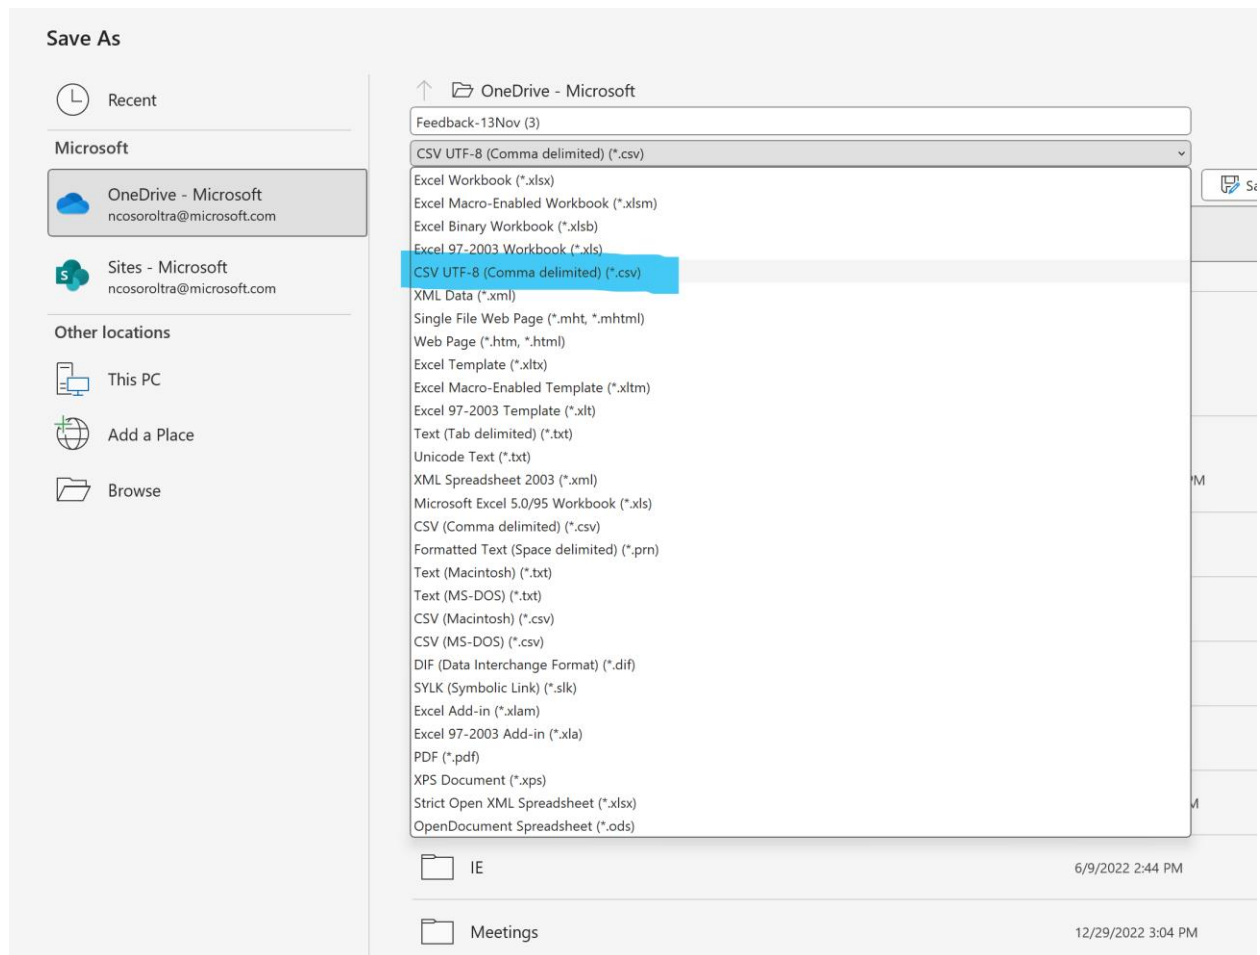 Save As
Recent
Microsoft
OneDrive - Microsoft
ncosoroltra@microsoft.com
Sites - Microsoft
ncosoroltra@microsoft.com
Other locations
This PC
Add a Place
Browse
OneDrive - Microsoft
Feedback-13Nov (3)
CSV UTF-8 (Comma delimited) (*.csv)
Excel Workbook (*.xlsx)
Excel Macro-Enabled Workbook (*.xlsm)
Excel Binary Workbook (*.xlsb)
Excel 97-2003 Workbook (*.xls)
CSV UTF-8 (Comma delimited) (*.csv)
XML Data (*.xml)
Single File Web Page (*.mht, *.mhtml)
Web Page (*.htm, *.html)
Excel Template (*.xltx)
Excel Macro-Enabled Template (*.xltm)
Excel 97-2003 Template (*.xlt)
Text (Tab delimited) (*.txt)
Unicode Text (*.txt)
XML Spreadsheet 2003 (*.xml)
Microsoft Excel 5.0/95 Workbook (*.xls)
CSV (Comma delimited) (*.csv)
Formatted Text (Space delimited) (*.prn)
Text (Macintosh) (*.txt)
Text (MS-DOS) (*.txt)
CSV (Macintosh) (*.csv)
CSV (MS-DOS) (*.csv)
DIF (Data Interchange Format) (*.dif)
SYLK (Symbolic Link) (*.slk)
Excel Add-in (*.xlam)
Excel 97-2003 Add-in (*.xla)
PDF (*.pdf)
XPS Document (*.xps)
Strict Open XML Spreadsheet (*.xlsx)
OpenDocument Spreadsheet (*.ods)
IE 6/9/2022 2:44 PM
Meetings 12/29/2022 3:04 PM